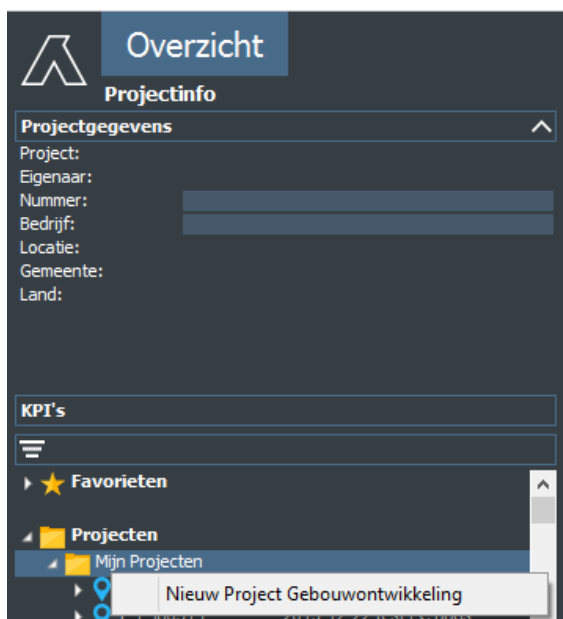 Overzicht
Projectinfo
Projectgegevens
Project:
Eigenaar:
Nummer:
Bedrijf:
Locatie:
Gemeente:
Land:
KPI's
Favorieten
Projecten
Mijn Projecten
Nieuw Project Gebouwontwikkeling